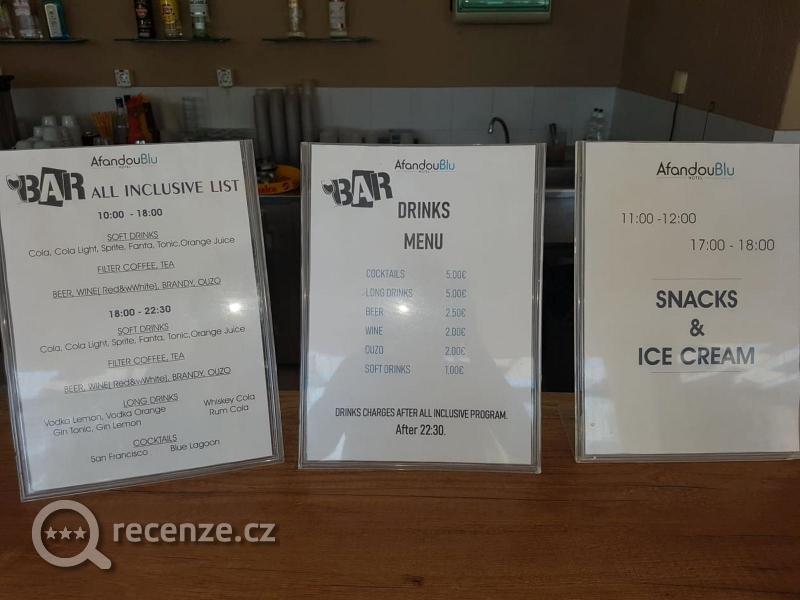 AfandouBlu
HOTEL
BAR ALL INCLUSIVE LIST
10:00 - 18:00
SOFT DRINKS
Cola, Cola Light, Sprite, Fanta, Tonic,Orange Juice
FILTER COFFEE, TEA
BEER, WINE[ Red&wWhite], BRANDY, OUZO
18:00 - 22:30
SOFT DRINKS
Cola, Cola Light, Sprite, Fanta, Tonic,Orange Juice
FILTER COFFEE, TEA
BEER, WINE[ Red&wWhite], BRANDY, OUZO
LONG DRINKS
Vodka Lemon, Vodka Orange Whiskey Cola
Gin Tonic, Gin Lemon Rum Cola
COCKTAILS
San Francisco Blue Lagoon
AfandouBlu
HOTEL
BAR
DRINKS
MENU
COCKTAILS 5.00€
LONG DRINKS 5.00€
BEER 2.50€
WINE 2.00€
OUZO 2.00€
SOFT DRINKS 1.00€
DRINKS CHARGES AFTER ALL INCLUSIVE PROGRAM.
After 22:30.
AfandouBlu
HOTEL
11:00 -12:00
17:00 - 18:00
SNACKS
&
ICE CREAM
recenze.cz